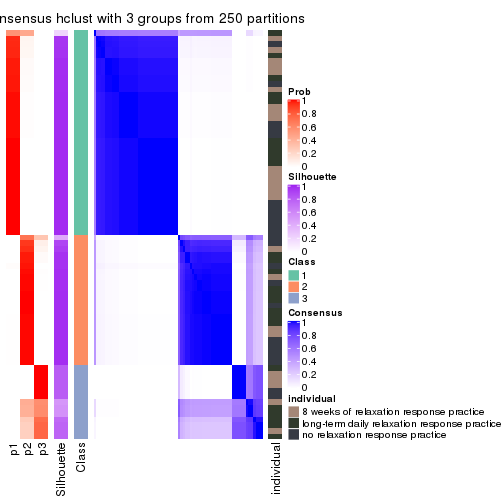 nsensus hclust with 3 groups from 250 partitions
Prob
1
0.8
0.6
0.4
0.2
0
Silhouette
1
0.8
0.6
0.4
0.2
0
Class
1
2
3
Consensus
1
0.8
0.6
0.4
0.2
0
individual
8 weeks of relaxation response practice
long-term daily relaxation response practice
no relaxation response practice
p1
p2
p3
Silhouette
Class
individual